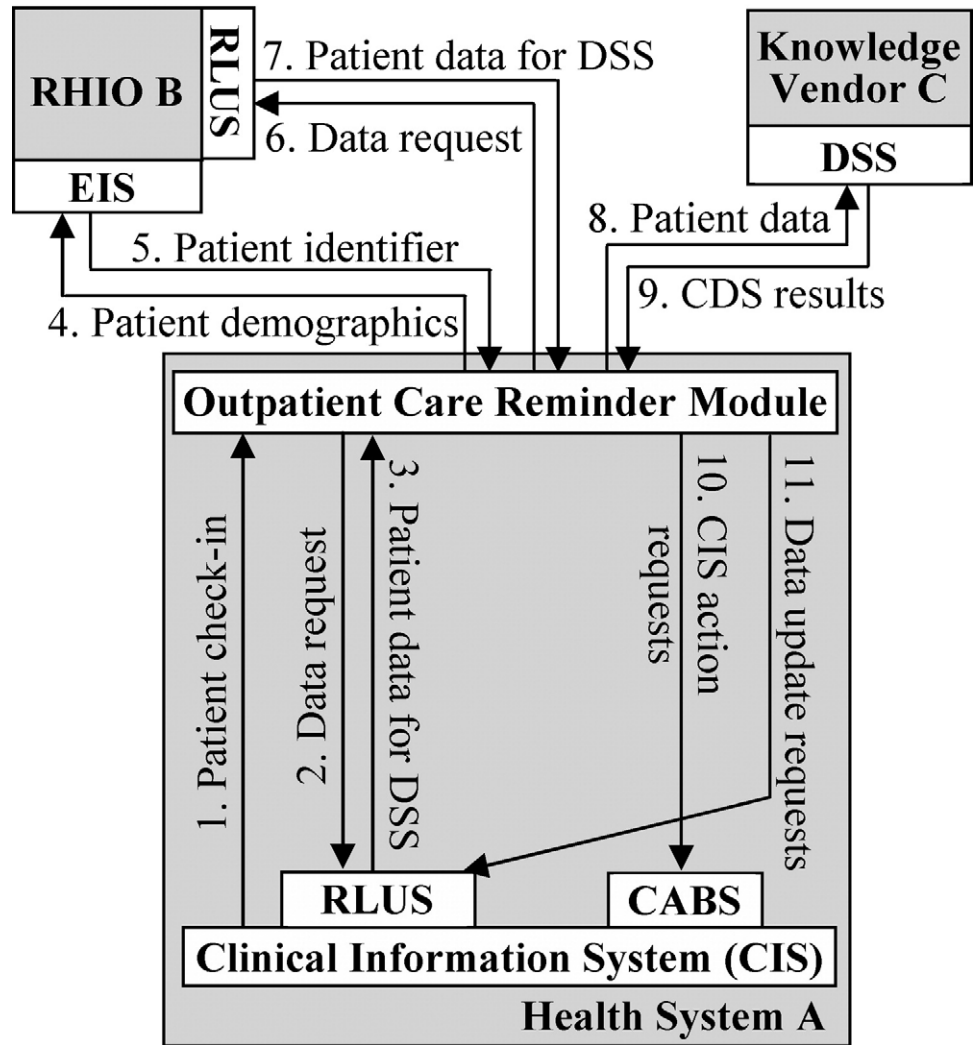 RHIO B
RLUS
EIS
7. Patient data for DSS
6. Data request
Knowledge
Vendor C
DSS
5. Patient identifier
4. Patient demographics
8. Patient data
9. CDS results
Outpatient Care Reminder Module
1. Patient check-in
2. Data request
3. Patient data for DSS
10. CIS action
requests
11. Data update requests
RLUS
CABS
Clinical Information System (CIS)
Health System A